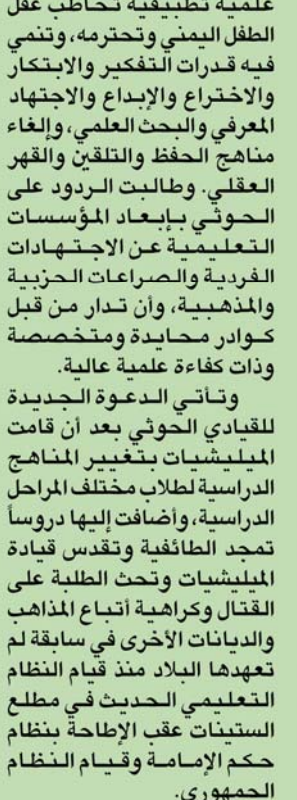 علمية تطبيقية تخاطب عقل
الطفل اليمني وتحترمه، وتنمي
فيه قدرات التفكير والابتكار
والاختراع والإبداع والاجتهاد
المعرفي والبحث العلمي، وإلغاء
مناهج الحفظ والتلقين والقهر
العقلي. وطالبت الردود على
الحوثي بإبعاد المؤسسات
التعليمية عن الاجتهادات
الفردية والصراعات الحزبية
والمذهبية، وأن تدار من قبل
كوادر محايدة ومتخصصة
وذات كفاءة علمية عالية.
وتأتي الدعوة الجديدة
للقيادي الحوثي بعد أن قامت
الميليشيات بتغيير المناهج
الدراسية لطلاب مختلف المراحل
الدراسية، وأضافت إليها دروساً
تمجد الطائفية وتقدس قيادة
الميليشيات وتحث الطلبة على
القتال وكراهية أتباع المذاهب
والديانات الأخرى في سابقة لم
تعهدها البلاد منذ قيام النظام
التعليمي الحديث في مطلع
الستينات عقب الإطاحة بنظام
حكم الإمامة وقيام النظام
الجمهوري.